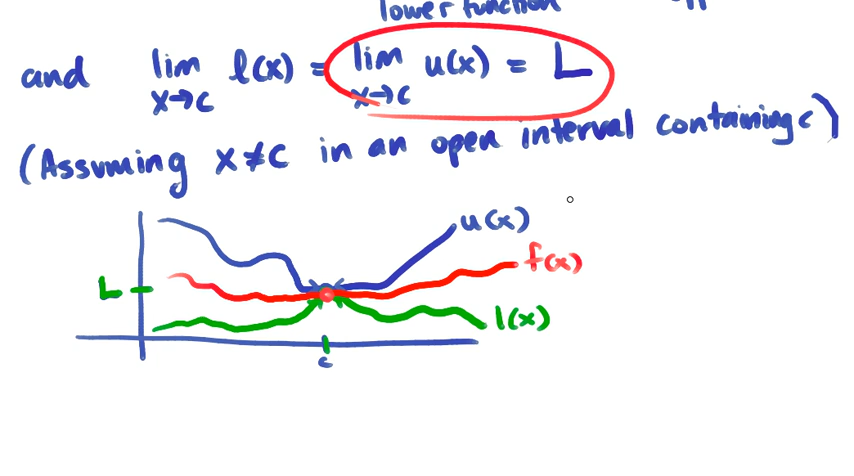 lower function
and lim x→c l(x) = lim x→c u(x) = L
(Assuming x≠c in an open interval containing c)
u(x)
f(x)
L
l(x)
c